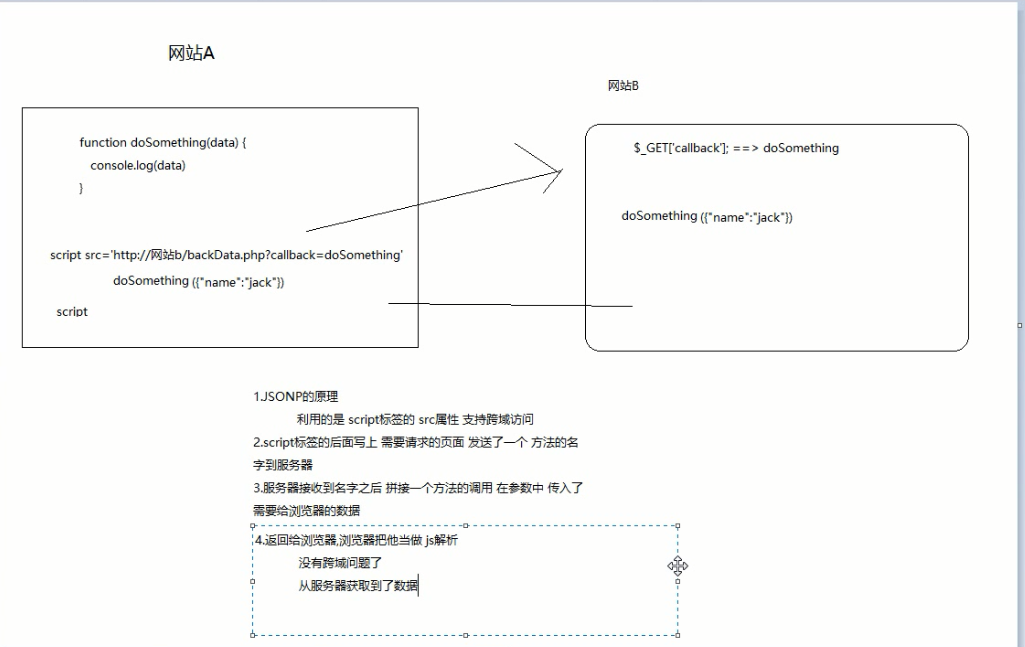 网站A
网站B
function doSomething(data) {
console.log(data)
}
$_GET['callback']; ==> doSomething
doSomething ({"name":"jack"})
script src='http://网站b/backData.php?callback=doSomething'
doSomething ({"name":"jack"})
script
1.JSONP的原理
利用的是 script标签的 src属性 支持跨域访问
2.script标签的后面写上 需要请求的页面 发送了一个 方法的名
字到服务器
3.服务器接收到名字之后 拼接一个方法的调用 在参数中 传入了
需要给浏览器的数据
4.返回给浏览器,浏览器把他当做 js解析
没有跨域问题了
从服务器获取到了数据